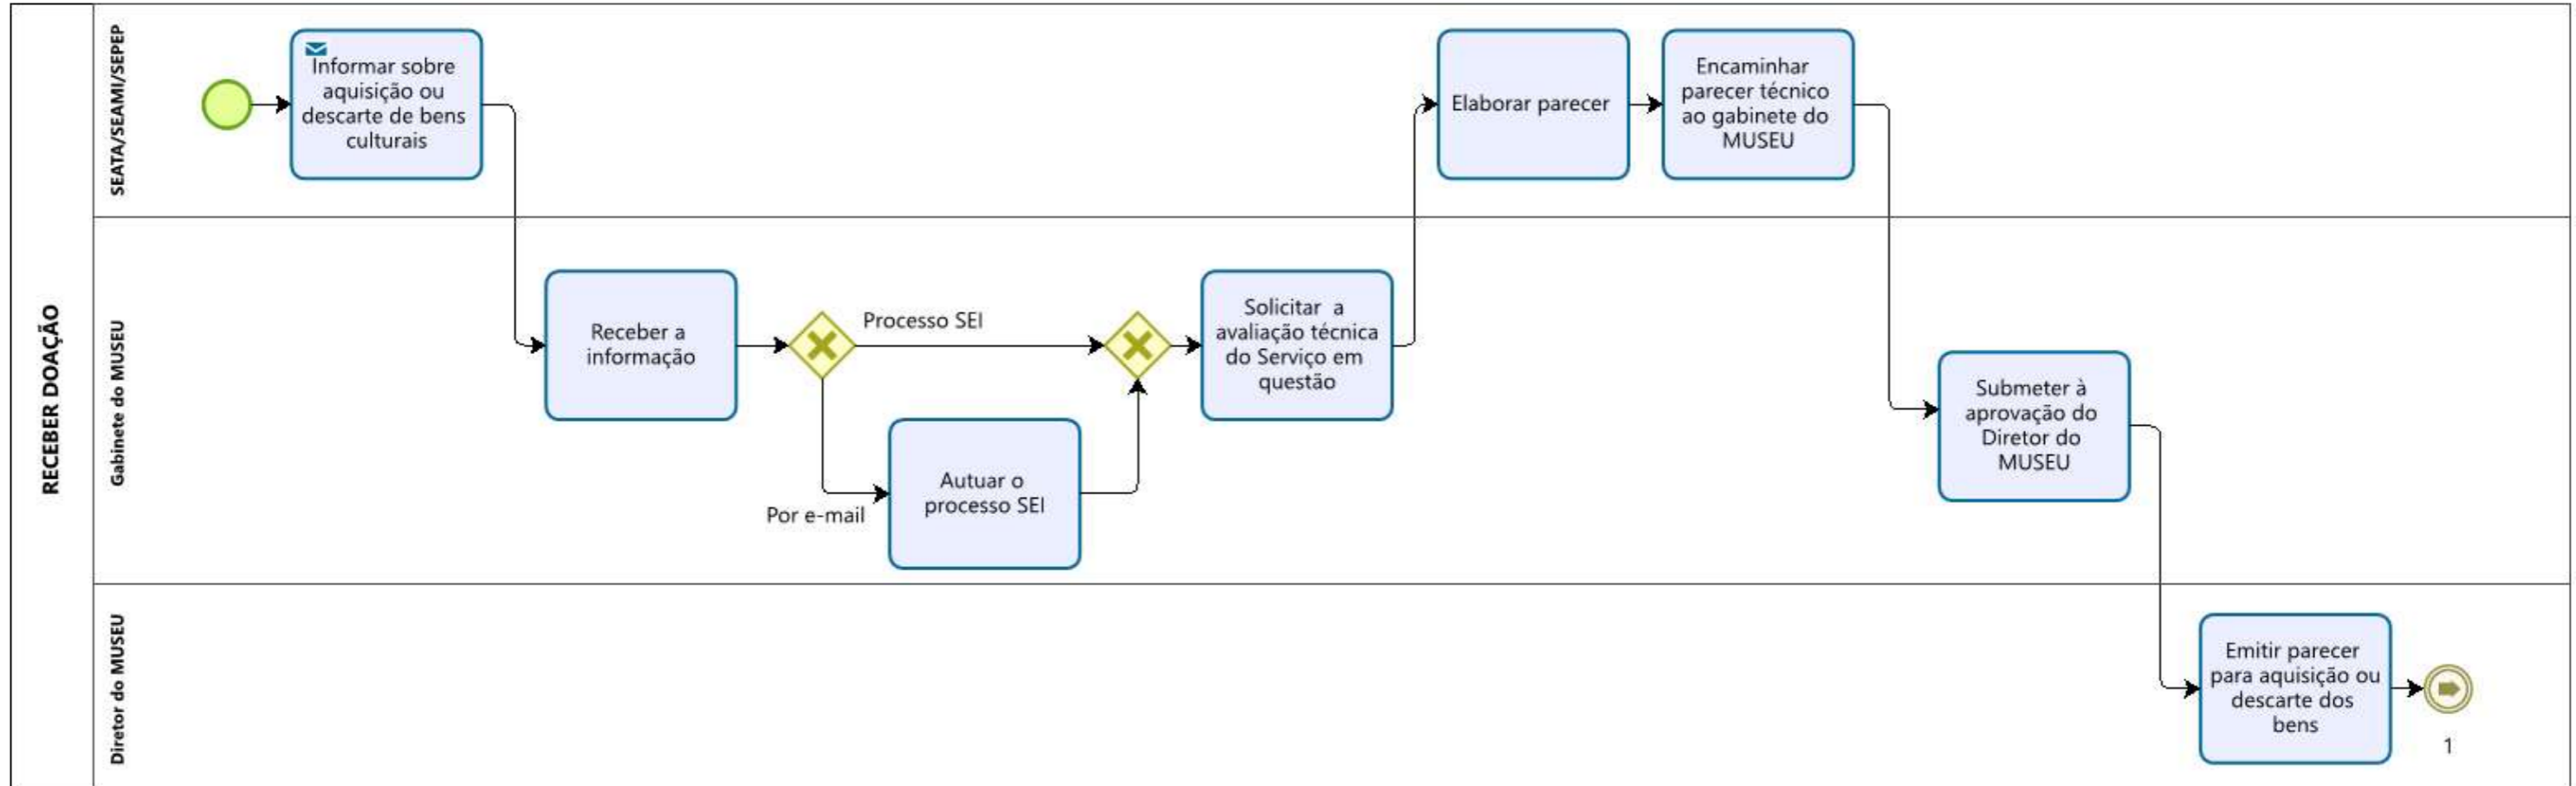 RECEBER DOAÇÃO
SEATA/SEAMI/SEPEP
Informar sobre
aquisição ou
descarte de bens
culturais
Elaborar parecer
Encaminhar
parecer técnico
ao gabinete do
MUSEU
Gabinete do MUSEU
Receber a
informação
Processo SEI
Por e-mail
Autuar o
processo SEI
Solicitar a
avaliação técnica
do Serviço em
questão
Submeter à
aprovação do
Diretor do
MUSEU
Diretor do MUSEU
Emitir parecer
para aquisição ou
descarte dos
bens
1